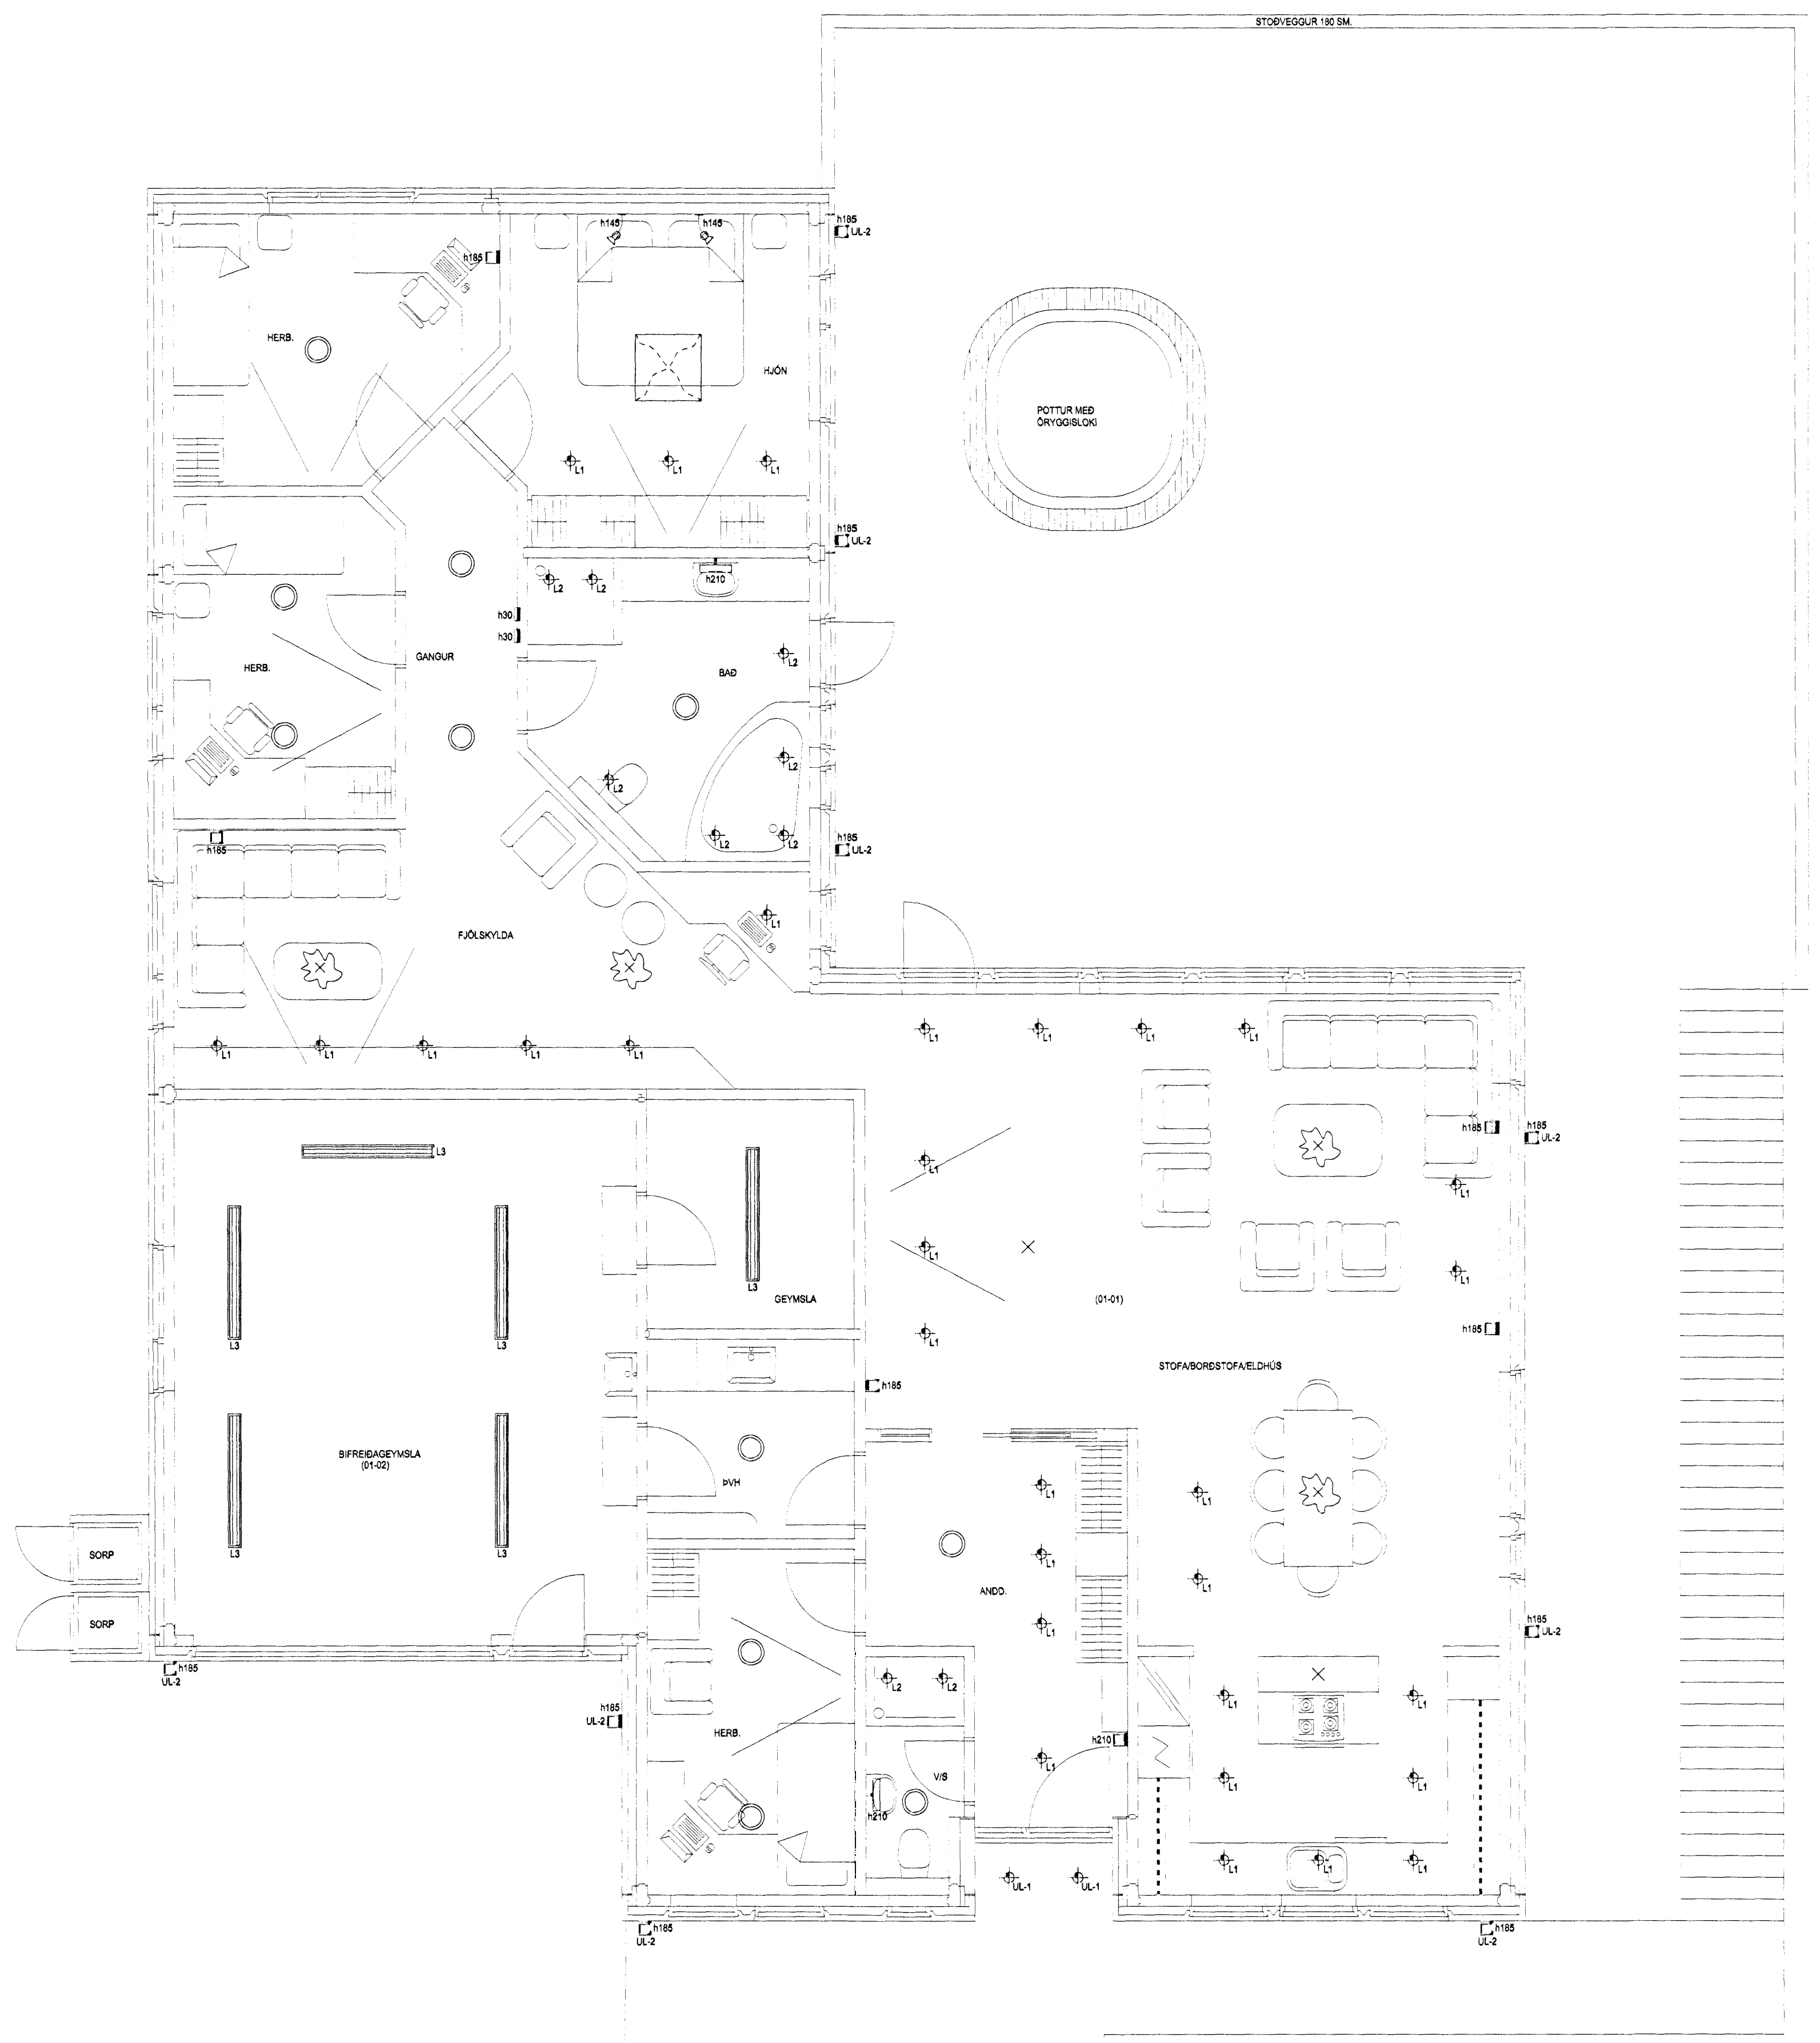 STOÐVEGGUR 180 SM.
h145 h145
h185
UL-2
h185
HERB.
HJÓN
POTTUR MEÐ
ÖRYGGISLOKI
L1 L1 L1
h185
UL-2
L2 L2
h210
h30
h30
GANGUR
HERB.
BAÐ
L2
L2
L2
L2 L2
h185
UL-2
h185
L1
FJÖLSKYLDA
L1 L1 L1 L1 L1
L1 L1 L1 L1
L3
h185
h185
UL-2
L1
L1
L3
GEYMSLA
L1
L1
(01-01)
L3 L3
L1
h185
STOFA/BORÐSTOFA/ELDHÚS
h185
BIFREIÐAGEYMSLA
(01-02)
ÞVH
L1
L1
L3 L3
SORP
L1
L1
ANDD.
SORP
L1
h185
UL-2
h185
UL-2
L2 L2
h185
UL-2
HERB.
L1 L1
h210
L1
V/S
L1 L1
h210
L1 L1 L1
UL-1 UL-1
h185
UL-2
h185
UL-2